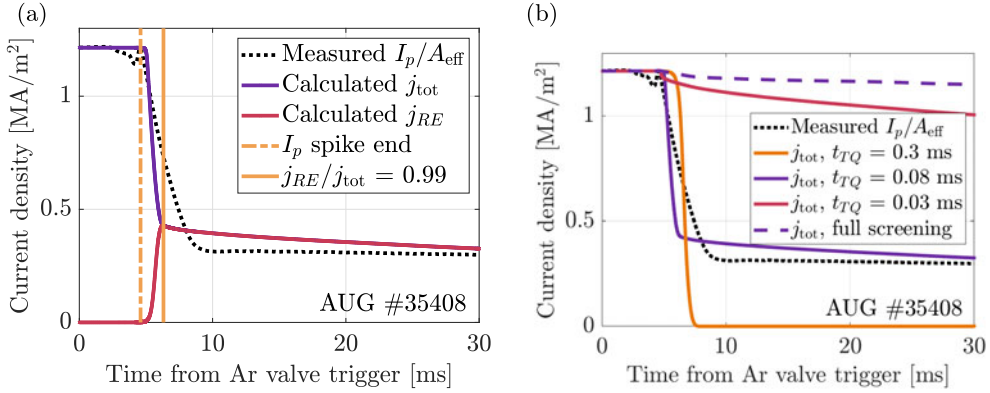 (a)
Current density [MA/m²]
1
0.5
0
Measured I_p/A_eff
Calculated j_tot
Calculated j_RE
I_p spike end
j_RE/j_tot = 0.99
AUG #35408
0 10 20 30
Time from Ar valve trigger [ms]
(b)
Current density [MA/m²]
1
0.5
0
Measured I_p/A_eff
j_tot, t_TQ = 0.3 ms
j_tot, t_TQ = 0.08 ms
j_tot, t_TQ = 0.03 ms
j_tot, full screening
AUG #35408
0 10 20 30
Time from Ar valve trigger [ms]